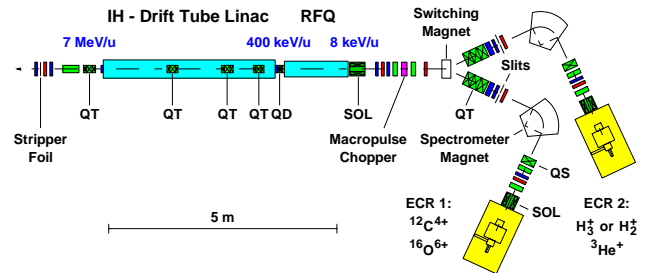 IH - Drift Tube Linac RFQ
Switching
Magnet
7 MeV/u 400 keV/u 8 keV/u
Slits
QT QT QT QT QD SOL QT
Stripper
Foil
Macropulse
Chopper
Spectrometer
Magnet
QS
5 m
ECR 1:
¹²C⁴⁺
¹⁶O⁶⁺
SOL
ECR 2:
H₃⁺ or H₂⁺
³He⁺